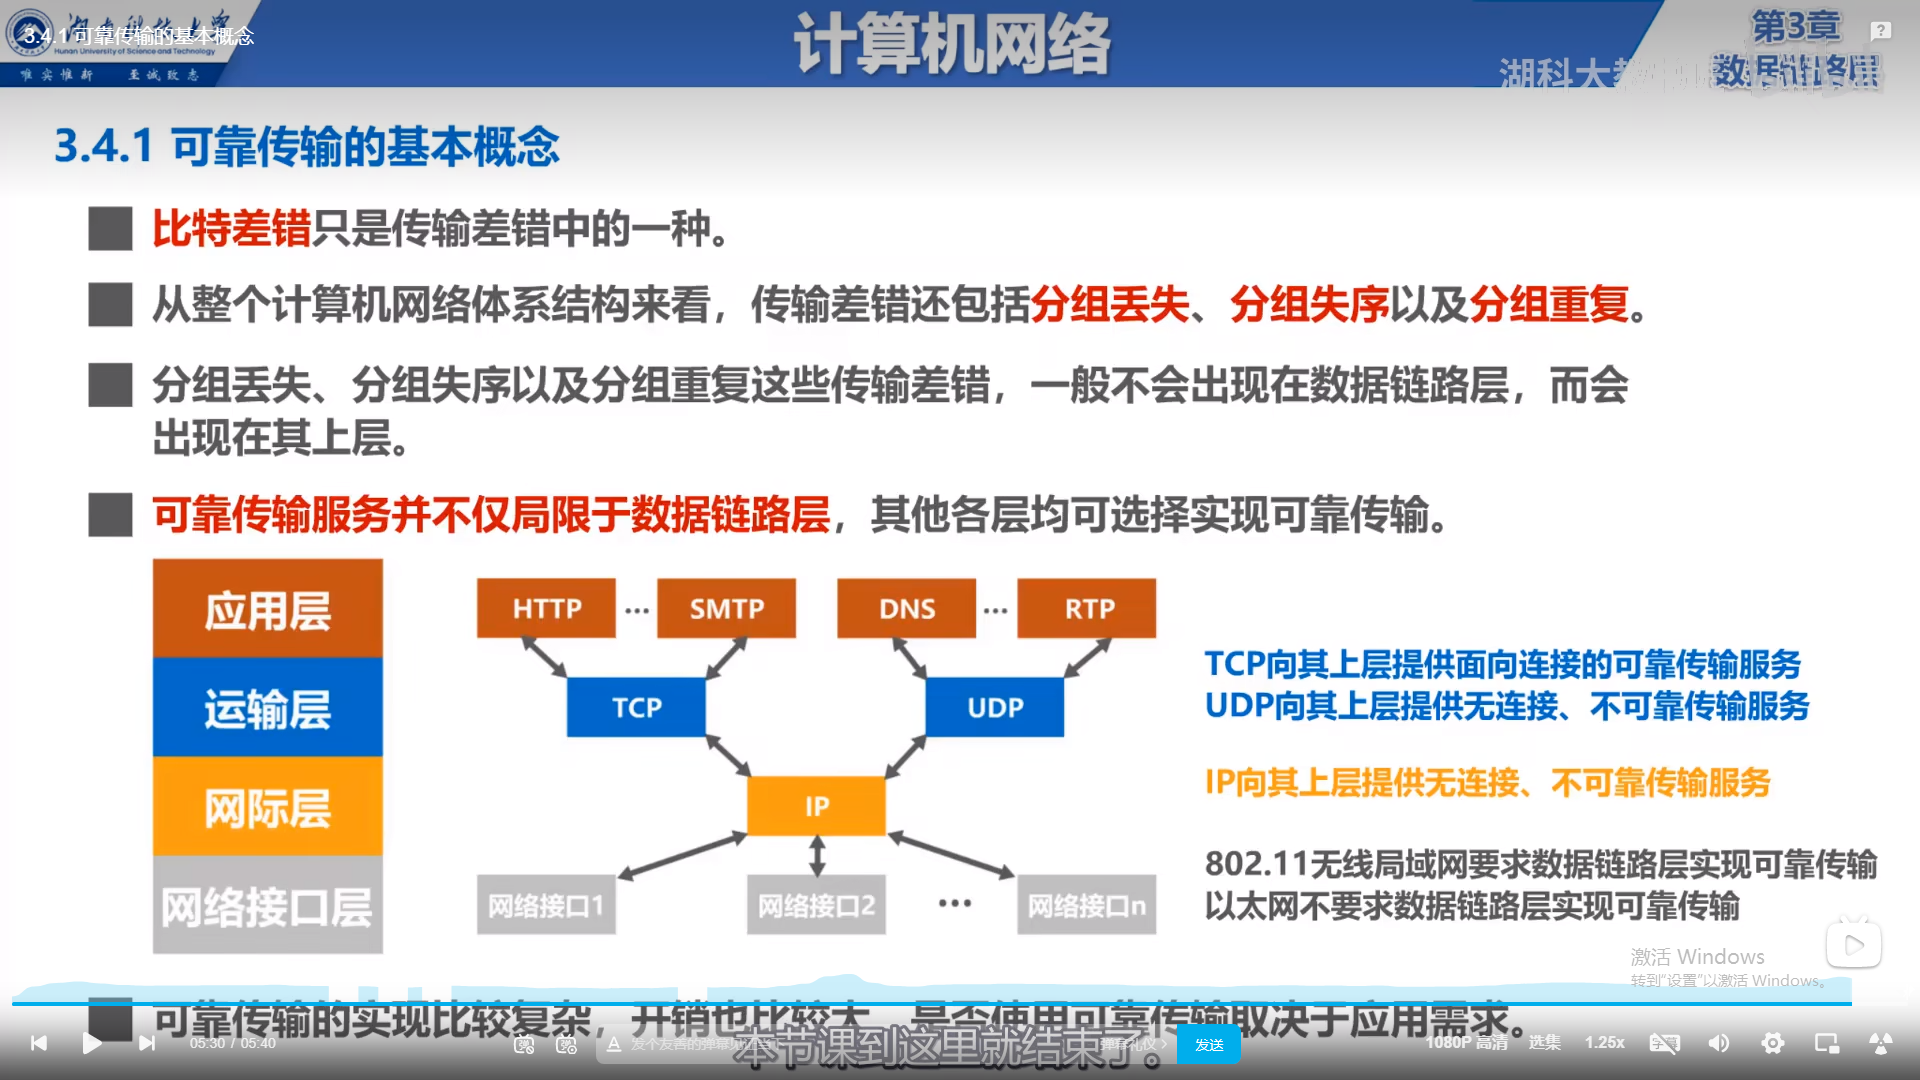 3.4.1 可靠传输的基本概念
Hunan University of Science and Technology
唯实惟新 至诚致志
计算机网络
第3章
数据链路层
湖科大
3.4.1 可靠传输的基本概念
比特差错只是传输差错中的一种。
从整个计算机网络体系结构来看，传输差错还包括分组丢失、分组失序以及分组重复。
分组丢失、分组失序以及分组重复这些传输差错，一般不会出现在数据链路层，而会
出现在其上层。
可靠传输服务并不仅局限于数据链路层，其他各层均可选择实现可靠传输。
应用层
HTTP ... SMTP DNS ... RTP
运输层
TCP UDP
网际层
IP
网络接口层
网络接口1 网络接口2 ... 网络接口n
TCP向其上层提供面向连接的可靠传输服务
UDP向其上层提供无连接、不可靠传输服务
IP向其上层提供无连接、不可靠传输服务
802.11无线局域网要求数据链路层实现可靠传输
以太网不要求数据链路层实现可靠传输
激活 Windows
转到"设置"以激活 Windows。
可靠传输的实现比较复杂，开销也比较大，是否使用可靠传输取决于应用需求。
本节课到这里就结束了。
05:30 / 05:40
发个友善的弹幕见证
弹幕礼仪 >
发送
1080P 高清 选集 1.25x